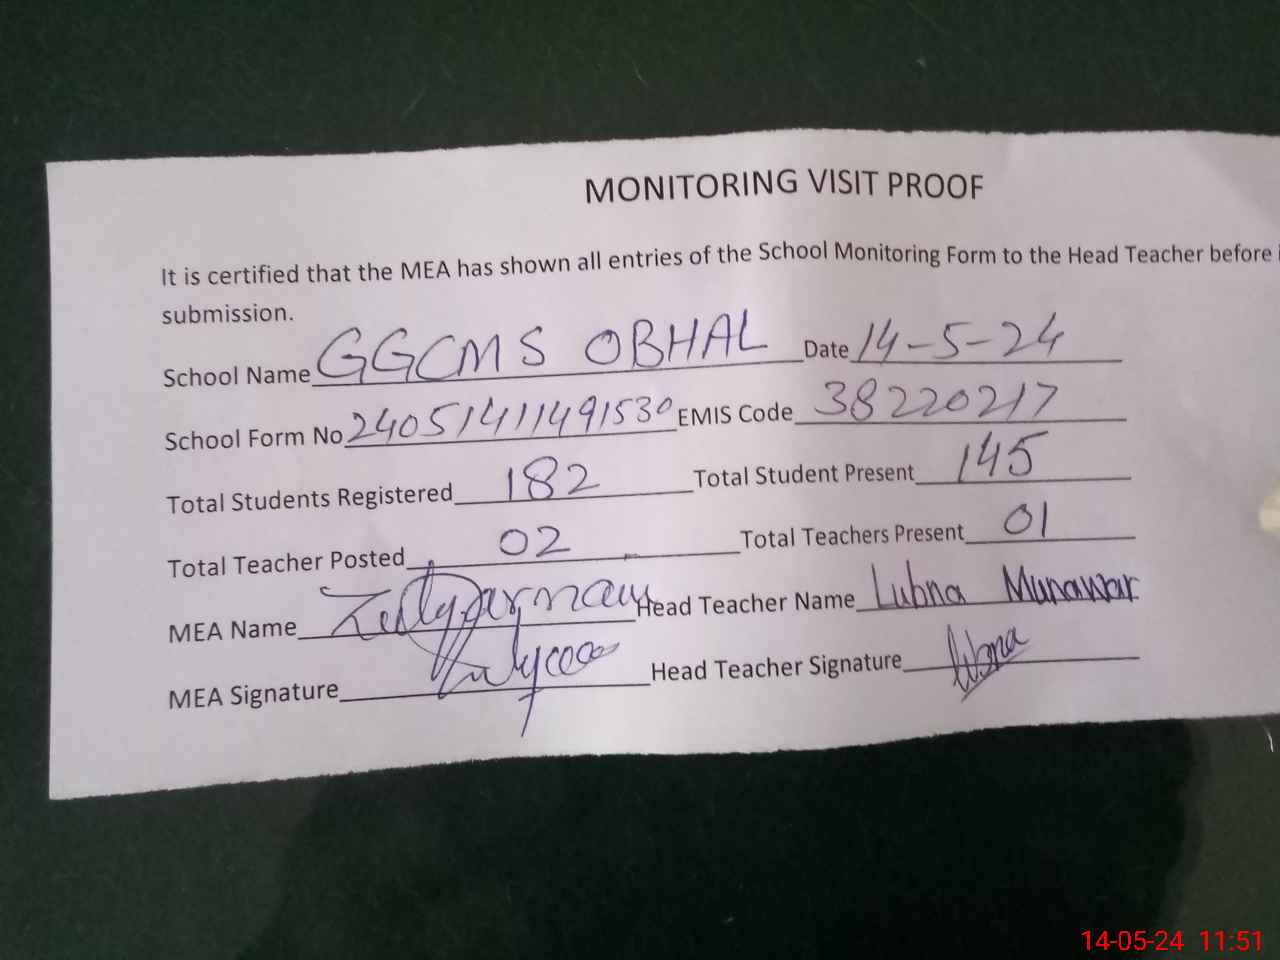 MONITORING VISIT PROOF
It is certified that the MEA has shown all entries of the School Monitoring Form to the Head Teacher before
submission.
School Name GGCMS OBHAL Date 14-5-24
School Form No 240514111491530 EMIS Code 38220217
Total Students Registered 182 Total Student Present 145
Total Teacher Posted 02 Total Teachers Present 01
MEA Name Head Teacher Name Lubna Munawar
MEA Signature Head Teacher Signature
14-05-24 11:51